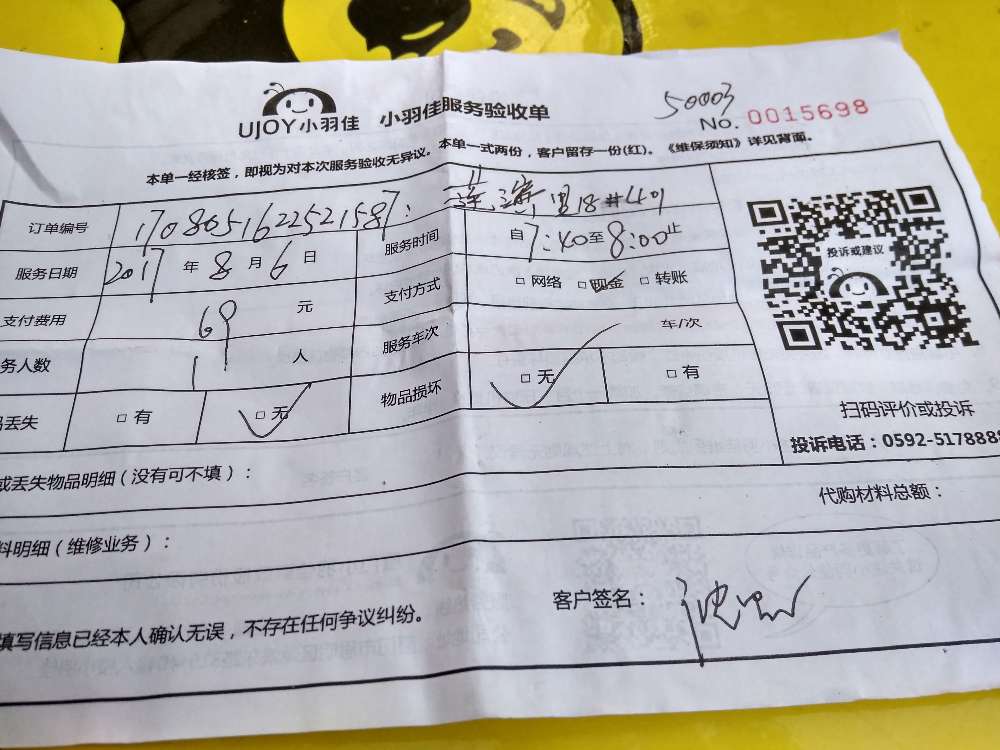 UJOY小羽佳 小羽佳服务验收单
50003
No. 0015698
本单一经核签，即视为对本次服务验收无异议。本单一式两份，客户留存一份(红)。《维保须知》详见背面。
订单编号 170805162252158
里18#401
服务日期 2017年8月6日 服务时间 自7:40至8:00止
支付费用 69元 支付方式 □网络 □现金 □转账
务人数 1人 服务车次 车/次
丢失 □有 □无 物品损坏 □无 □有
投诉或建议
扫码评价或投诉
投诉电话：0592-5178888
或丢失物品明细（没有可不填）：
代购材料总额：
料明细（维修业务）：
填写信息已经本人确认无误，不存在任何争议纠纷。
客户签名：